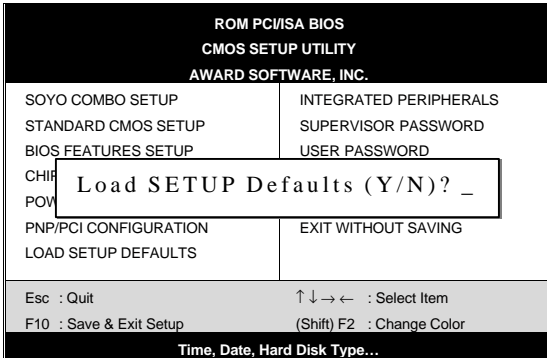 ROM PCI/ISA BIOS
CMOS SETUP UTILITY
AWARD SOFTWARE, INC.
SOYO COMBO SETUP
INTEGRATED PERIPHERALS
STANDARD CMOS SETUP
SUPERVISOR PASSWORD
BIOS FEATURES SETUP
USER PASSWORD
Load SETUP Defaults (Y/N)? _
PNP/PCI CONFIGURATION
EXIT WITHOUT SAVING
LOAD SETUP DEFAULTS
Esc : Quit
↑ ↓ → ← : Select Item
F10 : Save & Exit Setup
(Shift) F2 : Change Color
Time, Date, Hard Disk Type…